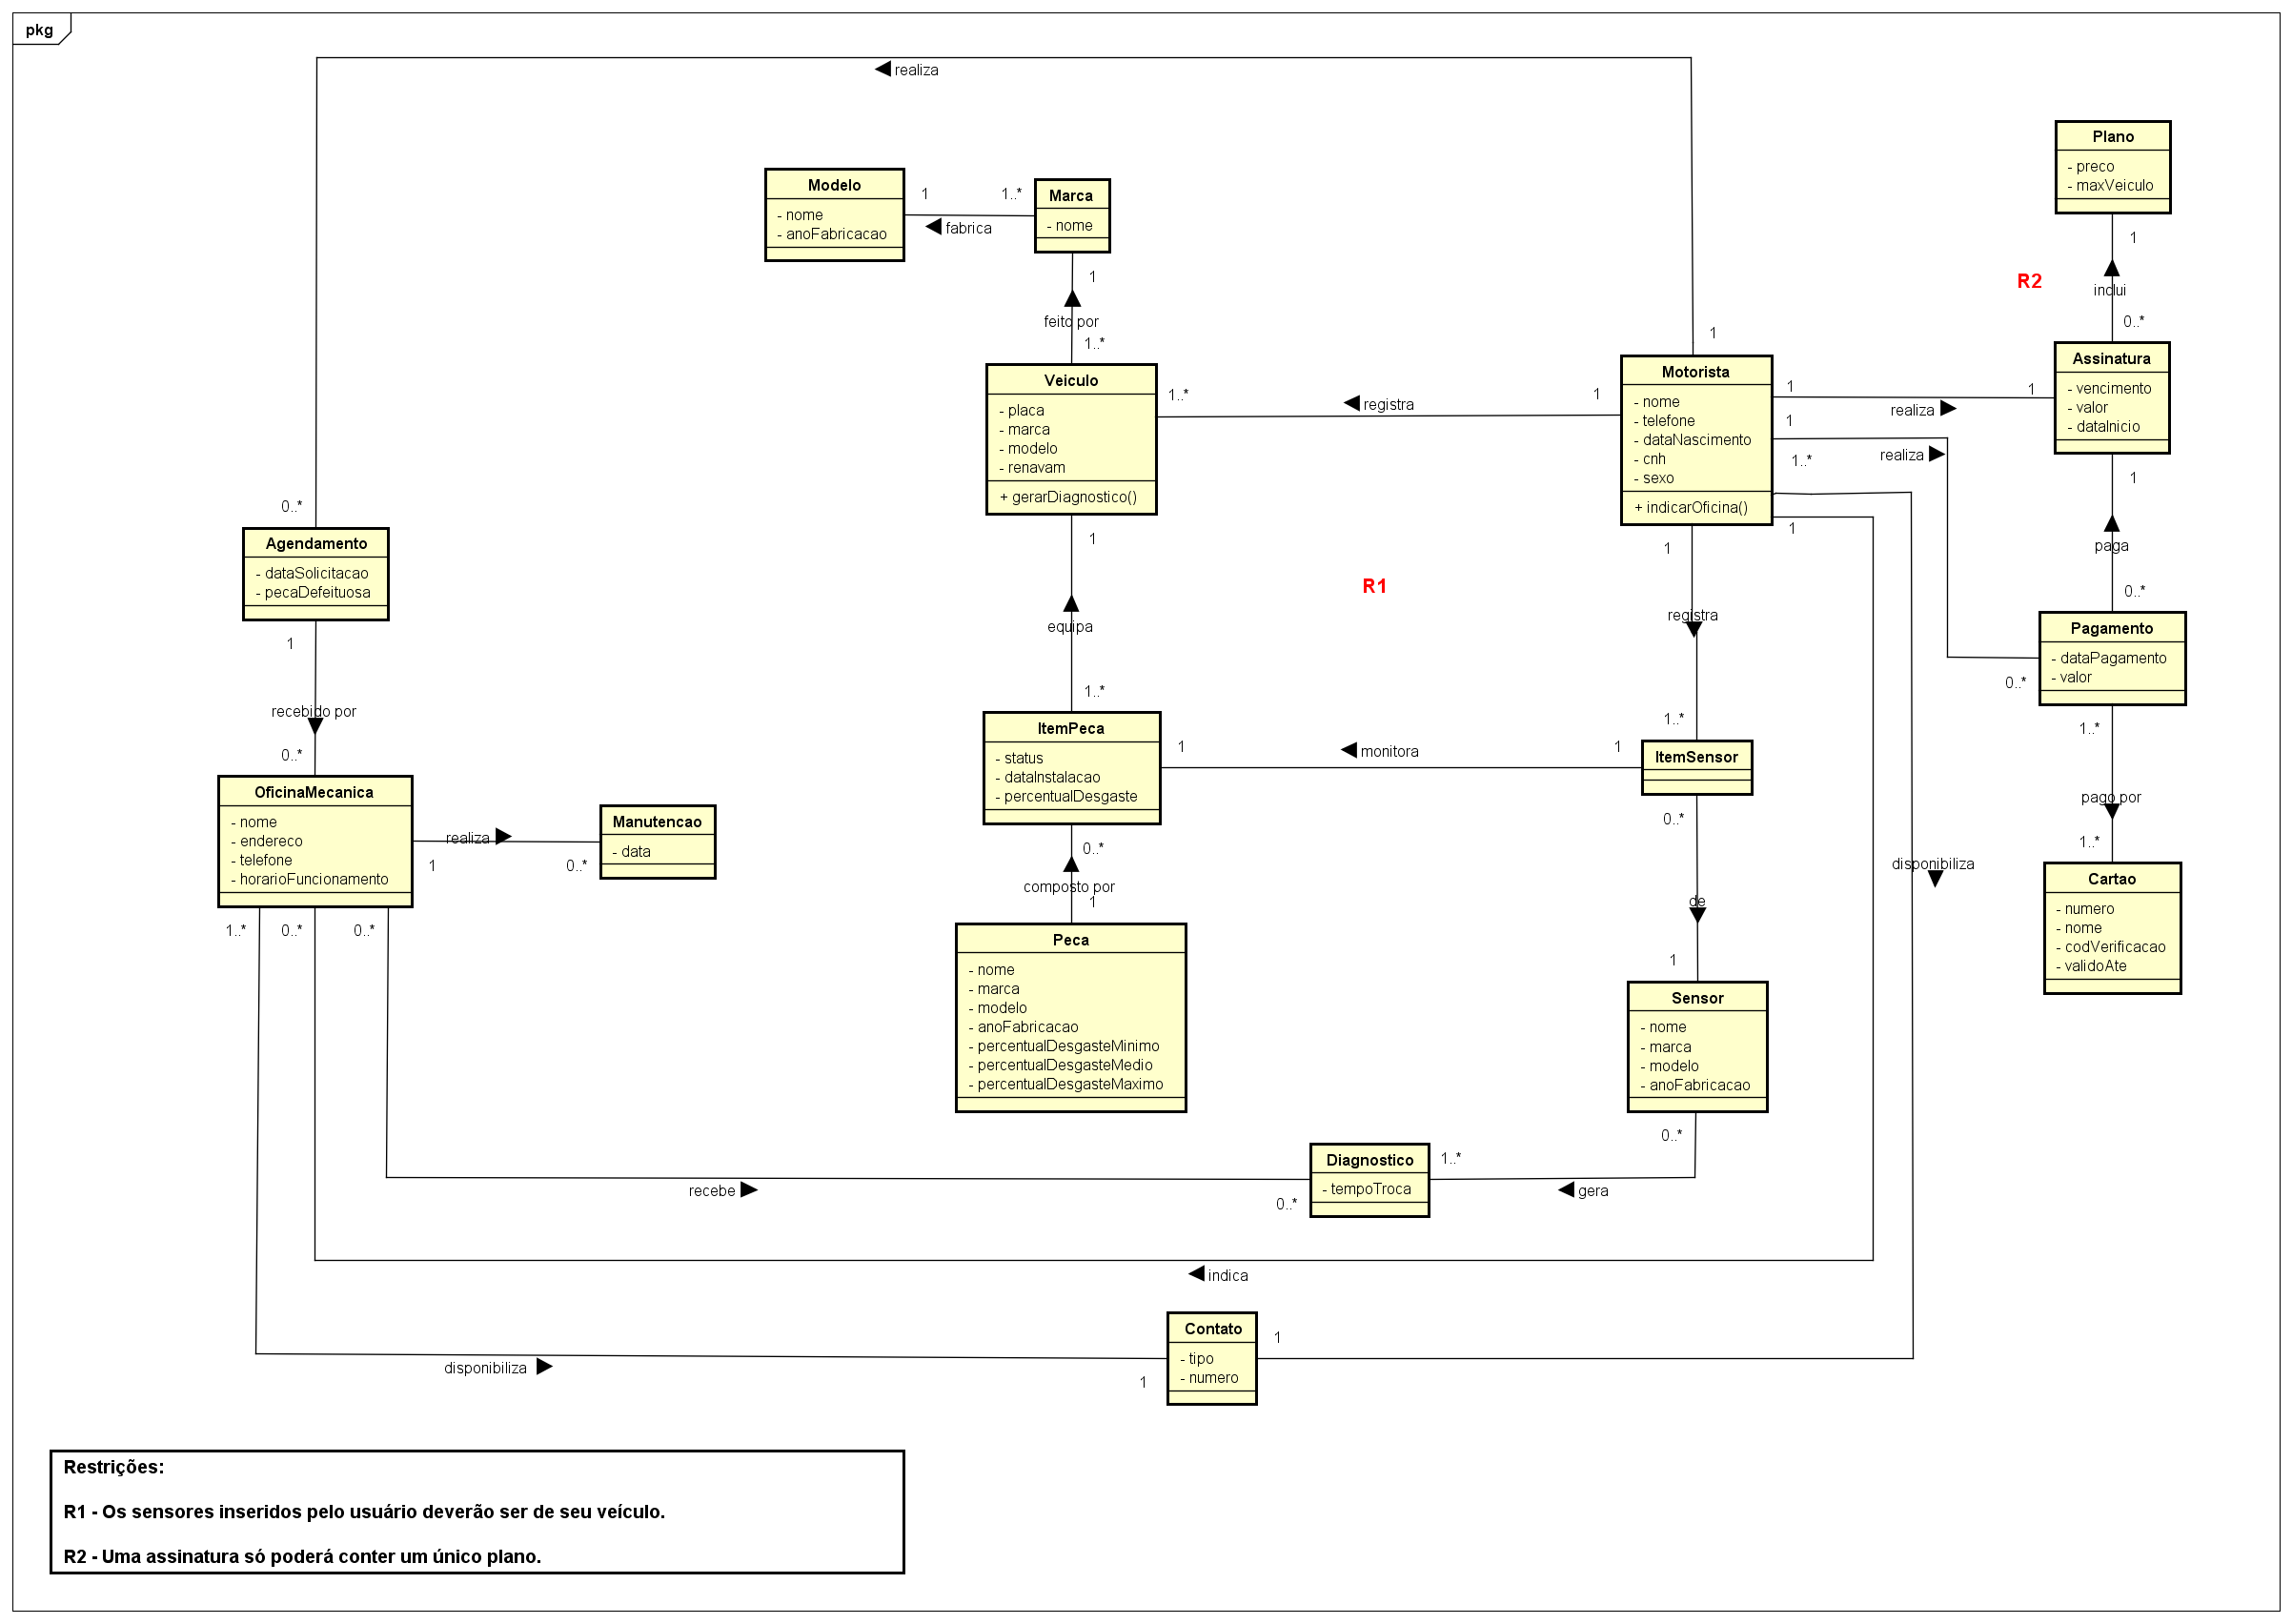 pkg
realiza
Plano
- preco
- maxVeiculo
Modelo
- nome
- anoFabricacao
1
1..*
fabrica
Marca
- nome
1
feito por
1..*
1
R2
inclui
0..*
1
Veiculo
- placa
- marca
- modelo
- renavam
+ gerarDiagnostico()
1..*
registra
1
Motorista
- nome
- telefone
- dataNascimento
- cnh
- sexo
+ indicarOficina()
1
realiza
1
Assinatura
- vencimento
- valor
- dataInicio
1
realiza
1..*
1
1
paga
0..*
0..*
Agendamento
- dataSolicitacao
- pecaDefeituosa
1
recebido por
0..*
1
equipa
1..*
R1
1
registra
1..*
Pagamento
- dataPagamento
- valor
0..*
1..*
pago por
1..*
ItemPeca
- status
- dataInstalacao
- percentualDesgaste
1
monitora
1
ItemSensor
OficinaMecanica
- nome
- endereco
- telefone
- horarioFuncionamento
realiza
1
0..*
Manutencao
- data
0..*
composto por
1
0..*
de
1
disponibiliza
Cartao
- numero
- nome
- codVerificacao
- validoAte
1..*
0..*
0..*
Peca
- nome
- marca
- modelo
- anoFabricacao
- percentualDesgasteMinimo
- percentualDesgasteMedio
- percentualDesgasteMaximo
Sensor
- nome
- marca
- modelo
- anoFabricacao
0..*
Diagnostico
- tempoTroca
1..*
gera
recebe
0..*
indica
Contato
- tipo
- numero
1
disponibiliza
1
Restrições:
R1 - Os sensores inseridos pelo usuário deverão ser de seu veículo.
R2 - Uma assinatura só poderá conter um único plano.